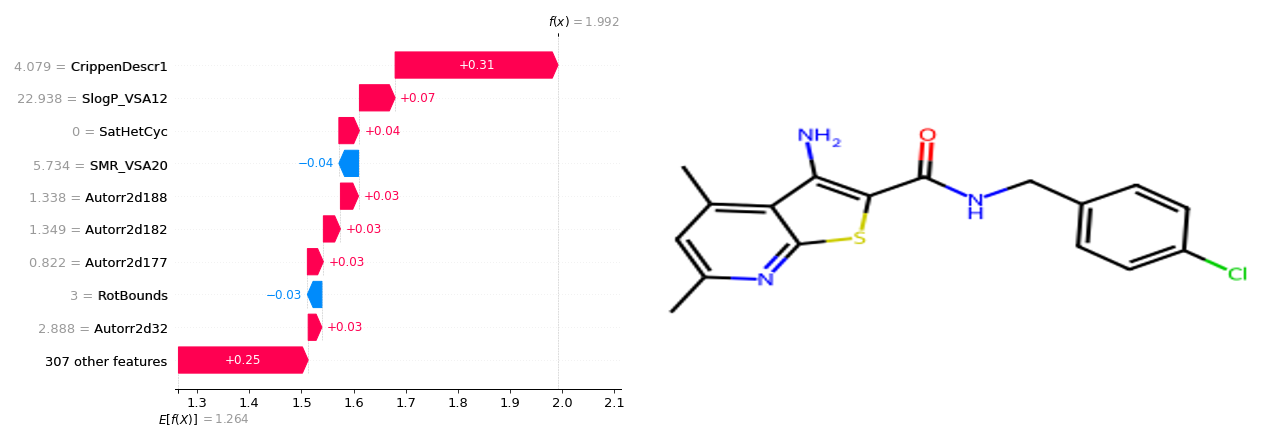 f(x) = 1.992
4.079 = CrippenDescr1
+0.31
22.938 = SlogP_VSA12
+0.07
0 = SatHetCyc
+0.04
5.734 = SMR_VSA20
−0.04
1.338 = Autorr2d188
+0.03
1.349 = Autorr2d182
+0.03
0.822 = Autorr2d177
+0.03
3 = RotBounds
−0.03
2.888 = Autorr2d32
+0.03
307 other features
+0.25
1.3 1.4 1.5 1.6 1.7 1.8 1.9 2.0 2.1
E[f(X)] = 1.264
NH2
O
N
H
S
N
Cl